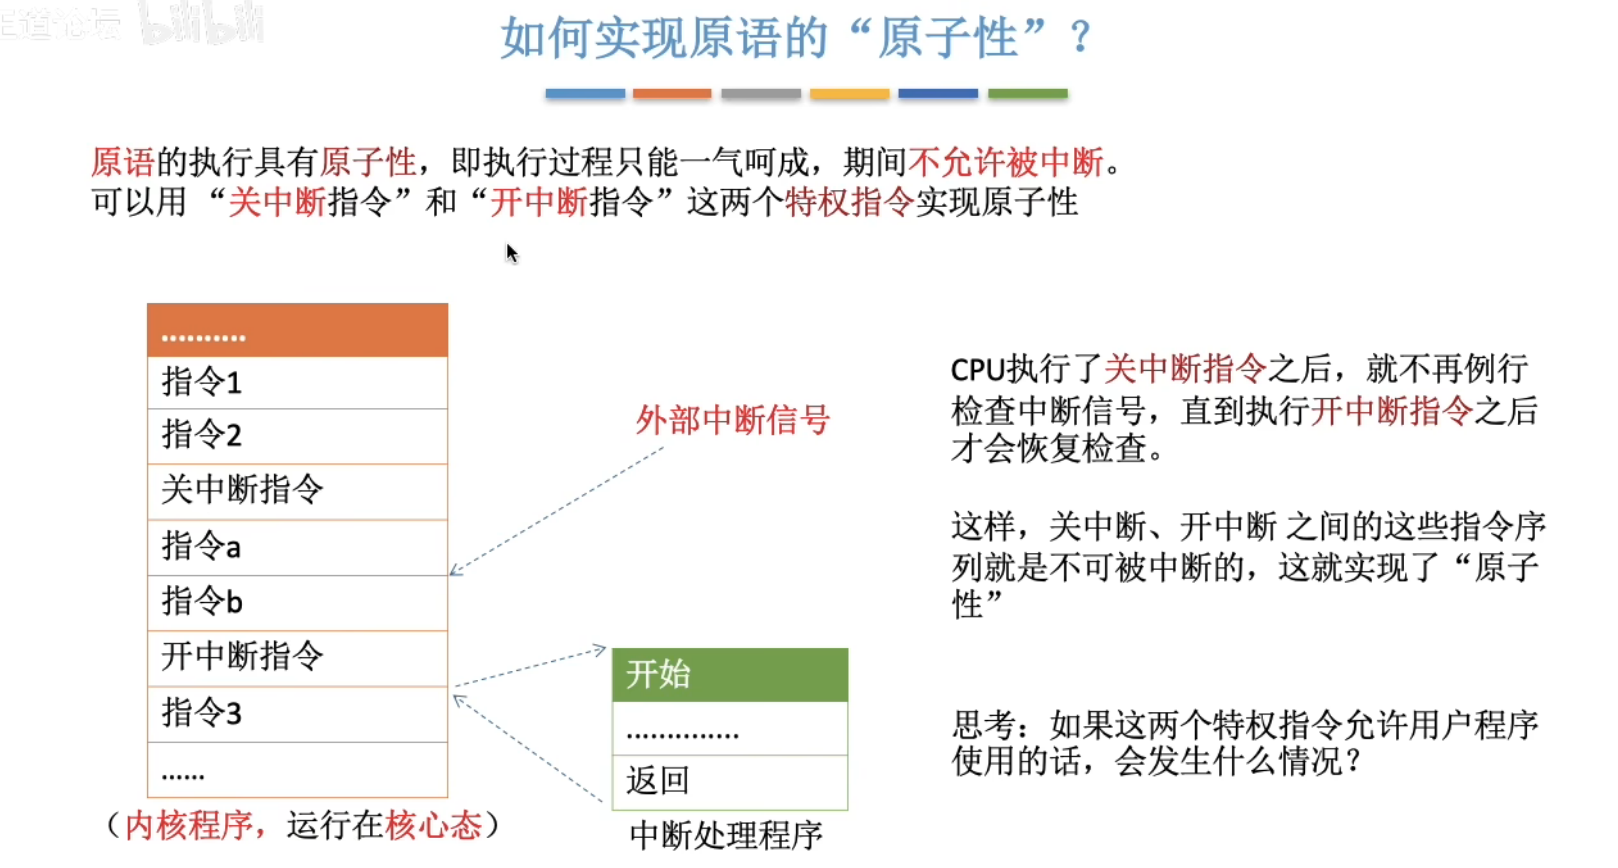 王道论坛 bilibili
如何实现原语的“原子性”？
原语的执行具有原子性，即执行过程只能一气呵成，期间不允许被中断。
可以用 “关中断指令”和“开中断指令”这两个特权指令实现原子性
..........
指令1
指令2
关中断指令
指令a
指令b
开中断指令
指令3
......
（内核程序，运行在核心态）
外部中断信号
开始
..............
返回
中断处理程序
CPU执行了关中断指令之后，就不再例行
检查中断信号，直到执行开中断指令之后
才会恢复检查。
这样，关中断、开中断 之间的这些指令序
列就是不可被中断的，这就实现了“原子
性”
思考：如果这两个特权指令允许用户程序
使用的话，会发生什么情况？